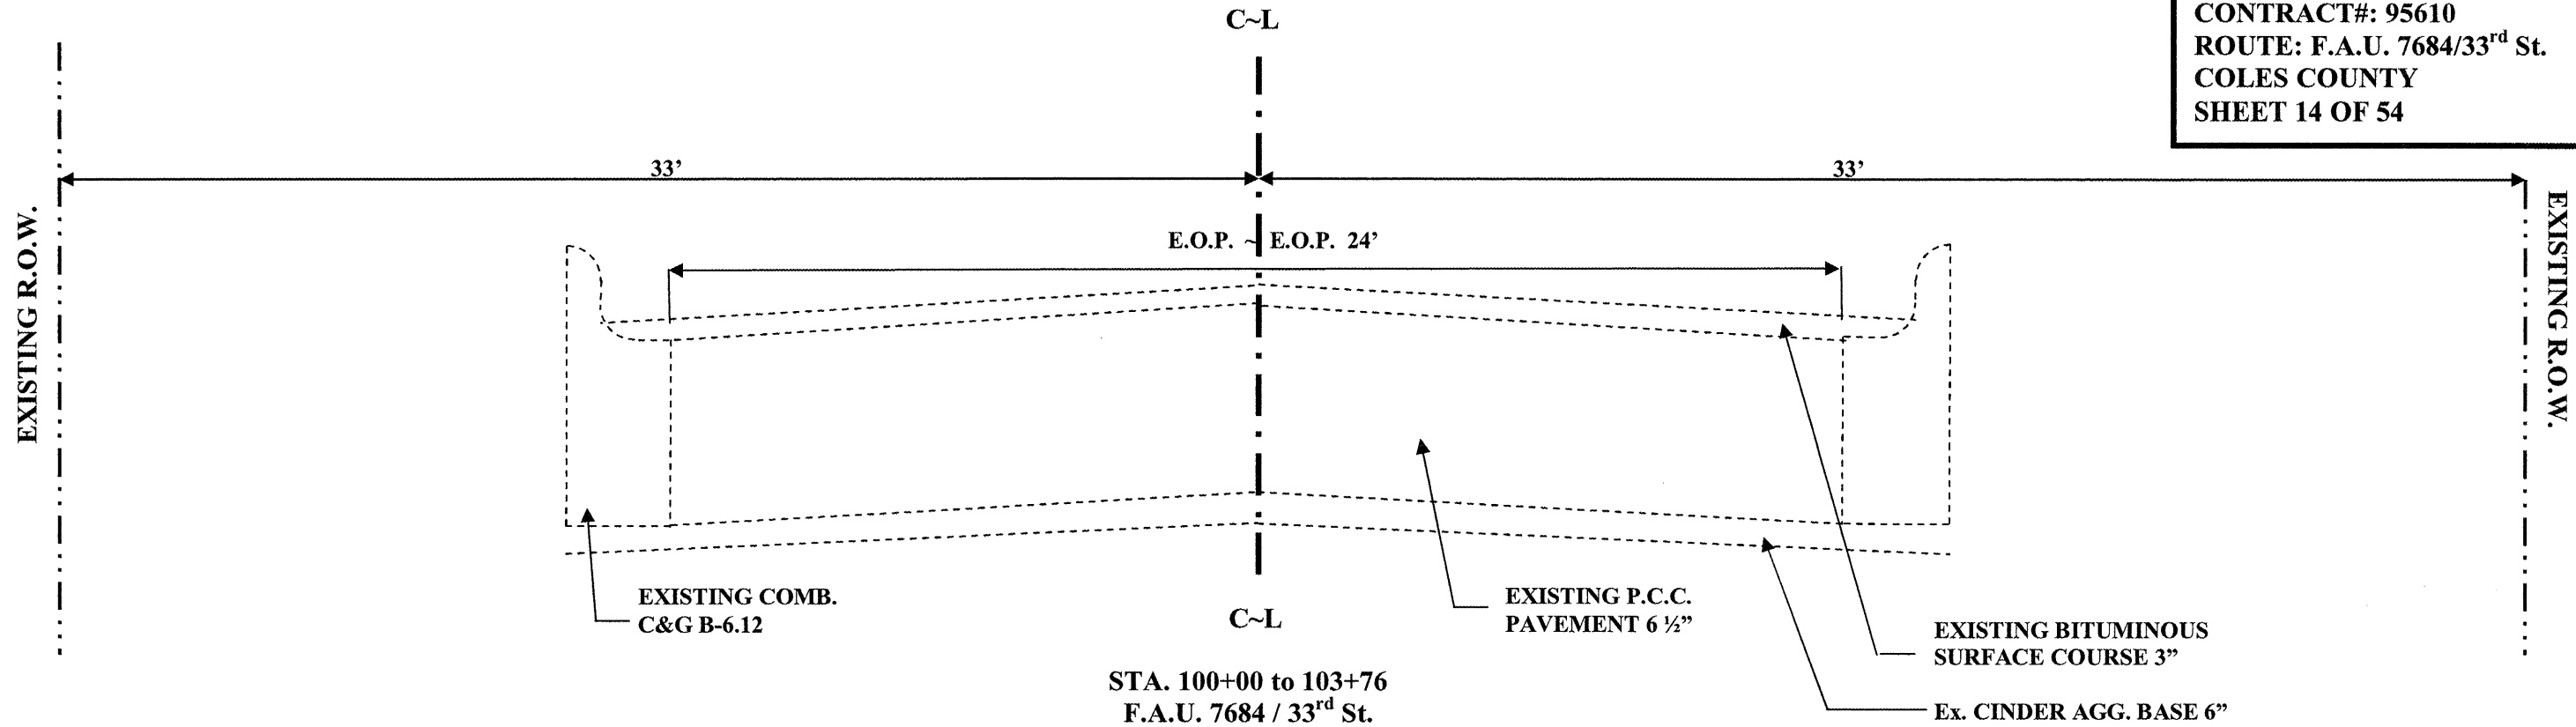 C~L
CONTRACT#: 95610
ROUTE: F.A.U. 7684/33rd St.
COLES COUNTY
SHEET 14 OF 54
33’
33’
EXISTING R.O.W.
EXISTING R.O.W.
E.O.P. ~ E.O.P. 24’
EXISTING COMB.
C&G B-6.12
C~L
EXISTING P.C.C.
PAVEMENT 6 ½”
EXISTING BITUMINOUS
SURFACE COURSE 3”
STA. 100+00 to 103+76
F.A.U. 7684 / 33rd St.
Ex. CINDER AGG. BASE 6”